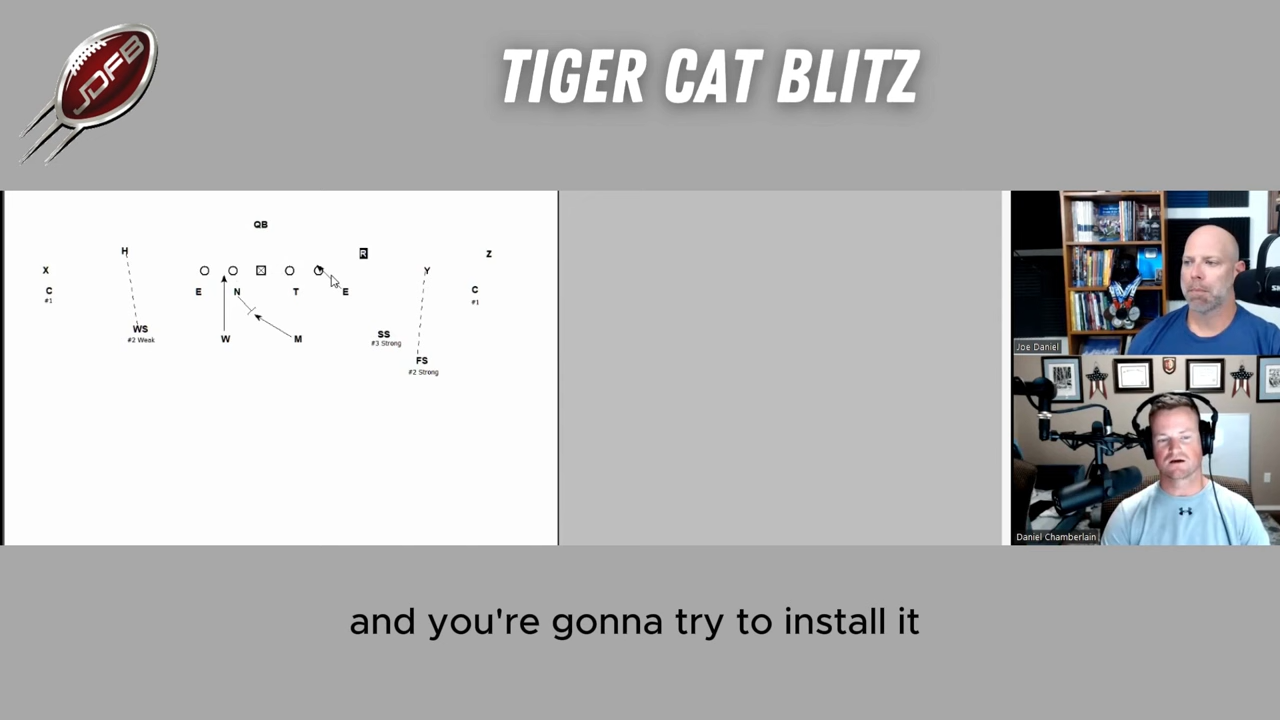 JDFB
TIGER CAT BLITZ
QB
H
R
Z
X
Y
C
#1
E
N
T
E
C
#1
WS
#2 Weak
W
M
SS
#3 Strong
FS
#2 Strong
Joe Daniel
Daniel Chamberlain
and you're gonna try to install it